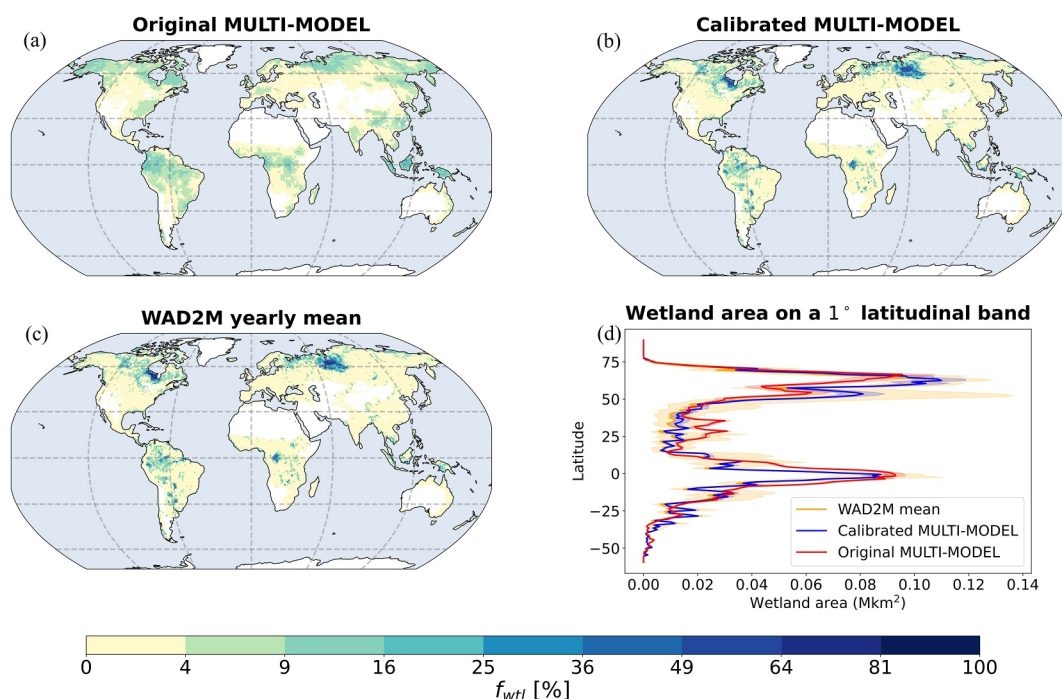 (a)
Original MULTI-MODEL
(b)
Calibrated MULTI-MODEL
(c)
WAD2M yearly mean
(d)
Wetland area on a 1° latitudinal band
75
50
25
0
−25
−50
Latitude
WAD2M mean
Calibrated MULTI-MODEL
Original MULTI-MODEL
0.00 0.02 0.04 0.06 0.08 0.10 0.12 0.14
Wetland area (Mkm²)
0 4 9 16 25 36 49 64 81 100
f_wtl [%]